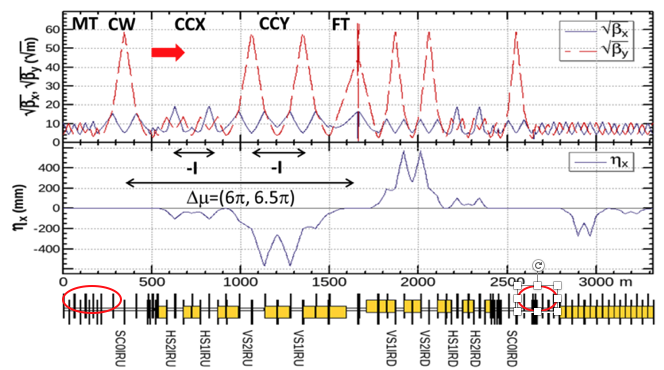 MT CW CCX CCY FT
√βx, √βy (√m)
60
50
40
30
20
10
0
√βx
√βy
-I -I
Δμ=(6π, 6.5π)
ηx
ηx (mm)
400
200
0
-200
-400
0 500 1000 1500 2000 2500 3000 m
SC0IRU
HS2IRU
HS1IRU
VS2IRU
VS1IRU
VS1IRD
VS2IRD
HS1IRD
HS2IRD
SC0IRD